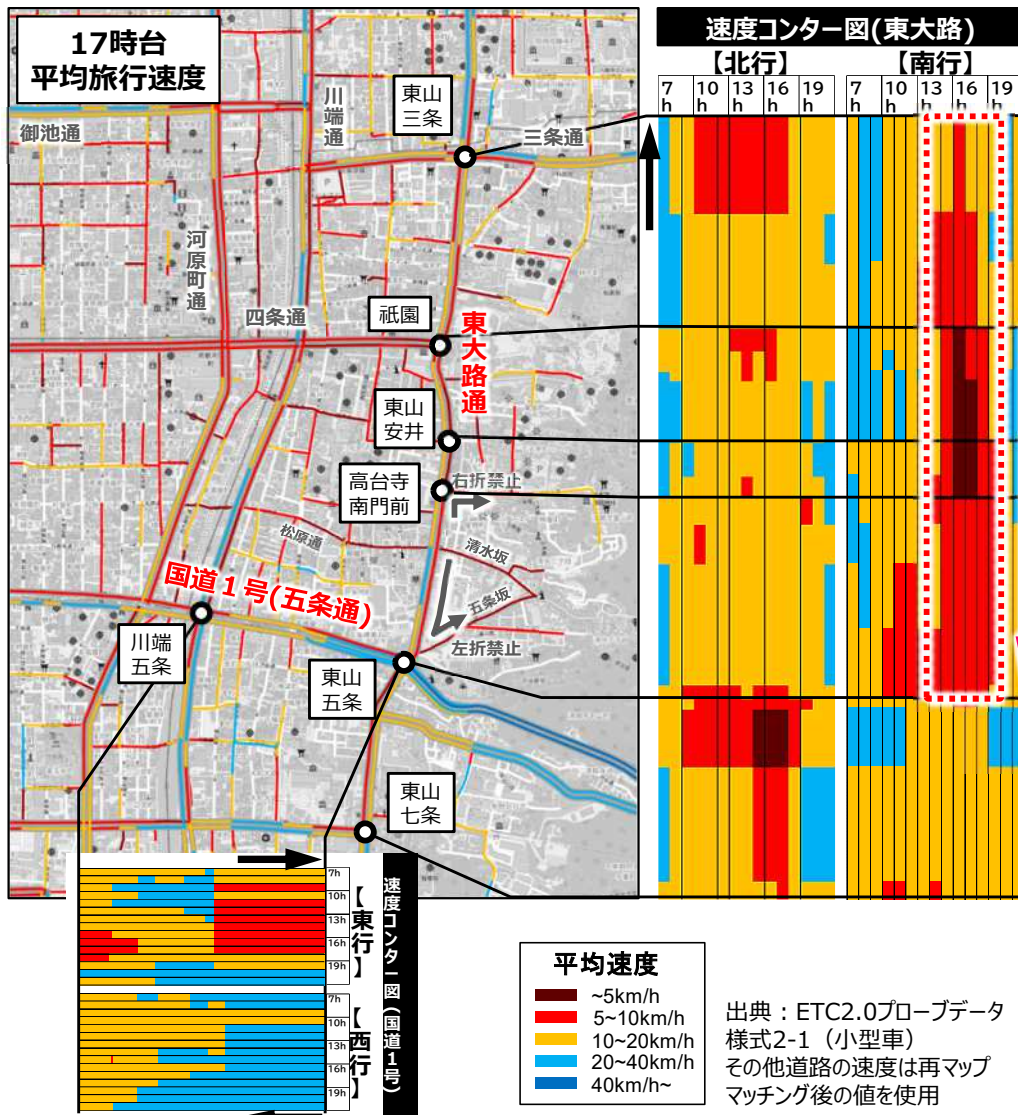 17時台
平均旅行速度
御池通
川端通
東山
三条
三条通
河原町通
四条通
祇園
東大路通
東山
安井
高台寺
南門前
右折禁止
松原通
清水坂
五条坂
国道1号(五条通)
左折禁止
川端
五条
東山
五条
東山
七条
速度コンター図(東大路)
【北行】
7h 10h 13h 16h 19h
【南行】
7h 10h 13h 16h 19h
速度コンター図(国道1号)
【東行】
7h
10h
13h
16h
19h
【西行】
7h
10h
13h
16h
19h
平均速度
~5km/h
5~10km/h
10~20km/h
20~40km/h
40km/h~
出典:ETC2.0プローブデータ
様式2-1(小型車)
その他道路の速度は再マップ
マッチング後の値を使用